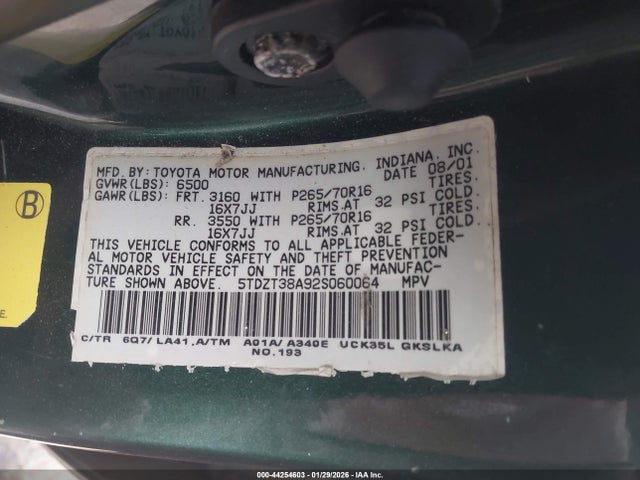 MFD. BY: TOYOTA MOTOR MANUFACTURING, INDIANA, INC.
GVWR(LBS): 6500 DATE 08/01
GAWR(LBS): FRT. 3160 WITH P265/70R16 TIRES.
16X7JJ RIMS.AT 32 PSI COLD.
RR. 3550 WITH P265/70R16 TIRES.
16X7JJ RIMS.AT 32 PSI COLD.
THIS VEHICLE CONFORMS TO ALL APPLICABLE FEDER-
AL MOTOR VEHICLE SAFETY AND THEFT PREVENTION
STANDARDS IN EFFECT ON THE DATE OF MANUFAC-
TURE SHOWN ABOVE. 5TDZT38A92S060064 MPV
C/TR 6Q7/LA41,A/TM A01A/A340E UCK35L GKSLKA
NO.193
B
E.
000-44254603 - 01/29/2026 - IAA Inc.